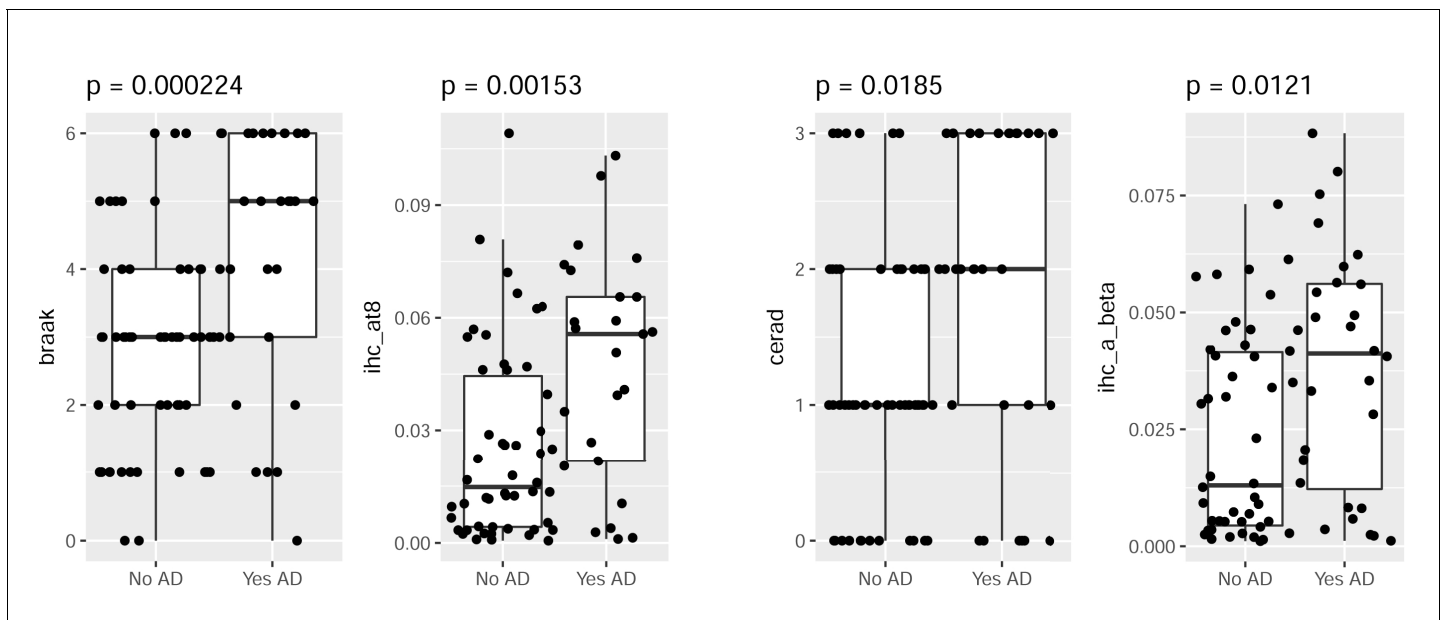 p = 0.000224
braak
6
4
2
0
No AD
Yes AD
p = 0.00153
ihc_at8
0.09
0.06
0.03
0.00
No AD
Yes AD
p = 0.0185
cerad
3
2
1
0
No AD
Yes AD
p = 0.0121
ihc_a_beta
0.075
0.050
0.025
0.000
No AD
Yes AD